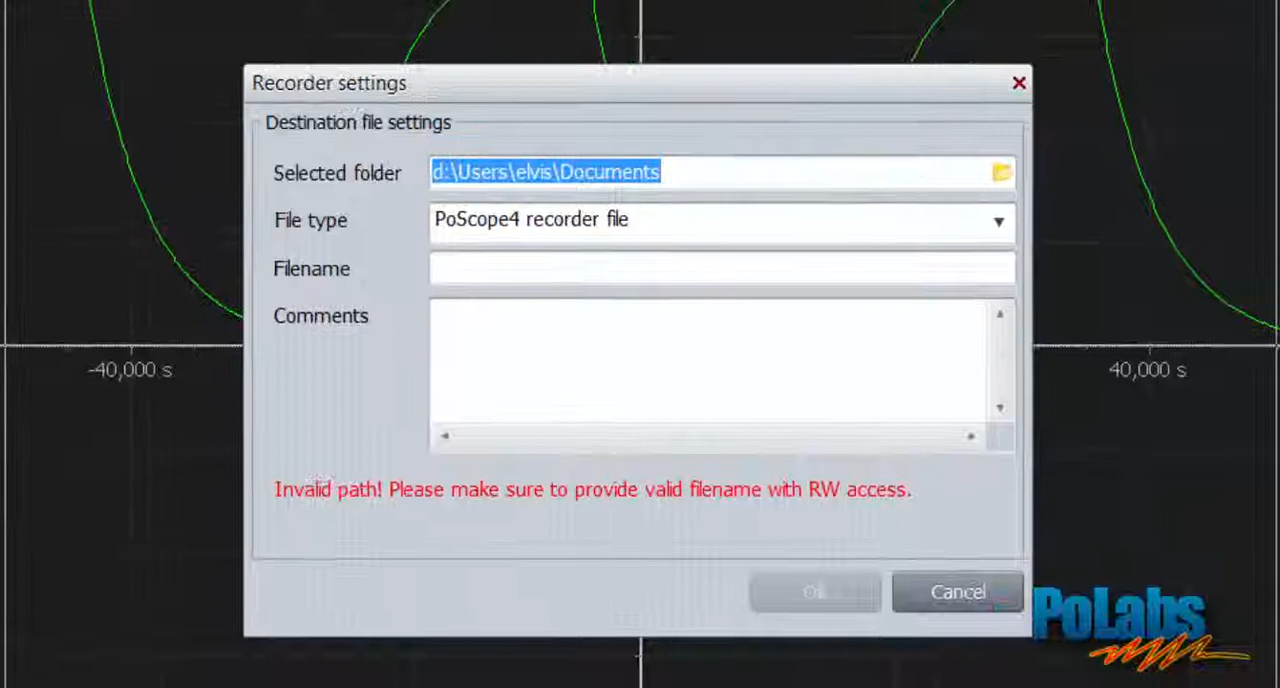 Recorder settings
Destination file settings
Selected folder
d:\Users\elvis\Documents
File type
PoScope4 recorder file
Filename
Comments
-40,000 s
40,000 s
Invalid path! Please make sure to provide valid filename with RW access.
Cancel
PoLabs